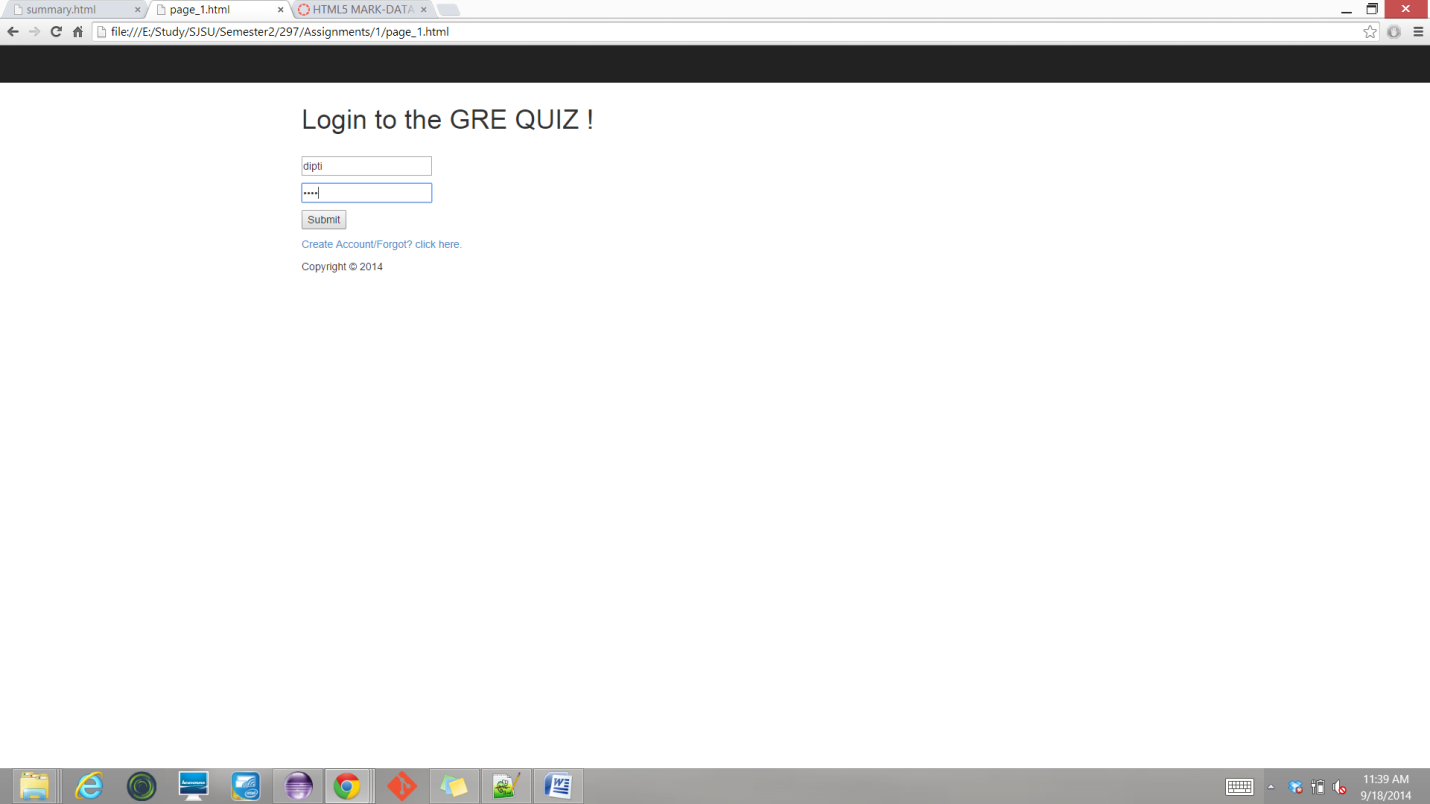 summary.html
page_1.html
HTML5 MARK-DATA
file:///E:/Study/SJSU/Semester2/297/Assignments/1/page_1.html
Login to the GRE QUIZ !
dipti
••••
Submit
Create Account/Forgot? click here.
Copyright © 2014
11:39 AM
9/18/2014